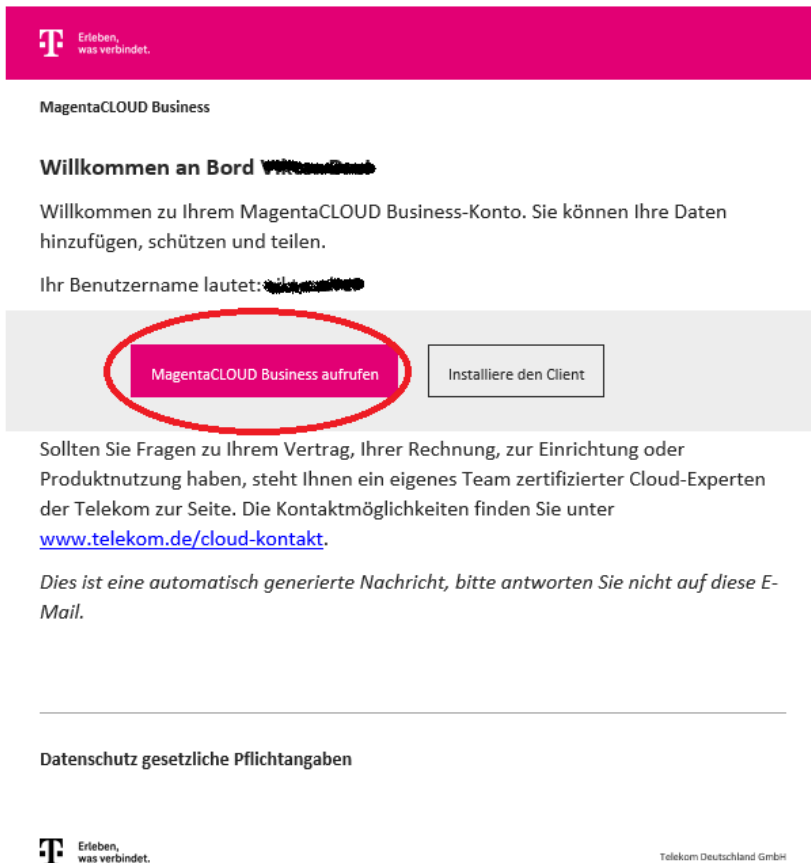 Erleben,
was verbindet.
MagentaCLOUD Business
Willkommen an Bord
Willkommen zu Ihrem MagentaCLOUD Business-Konto. Sie können Ihre Daten
hinzufügen, schützen und teilen.
Ihr Benutzername lautet:
MagentaCLOUD Business aufrufen
Installiere den Client
Sollten Sie Fragen zu Ihrem Vertrag, Ihrer Rechnung, zur Einrichtung oder
Produktnutzung haben, steht Ihnen ein eigenes Team zertifizierter Cloud-Experten
der Telekom zur Seite. Die Kontaktmöglichkeiten finden Sie unter
www.telekom.de/cloud-kontakt.
Dies ist eine automatisch generierte Nachricht, bitte antworten Sie nicht auf diese E-
Mail.
Datenschutz gesetzliche Pflichtangaben
Erleben,
was verbindet.
Telekom Deutschland GmbH